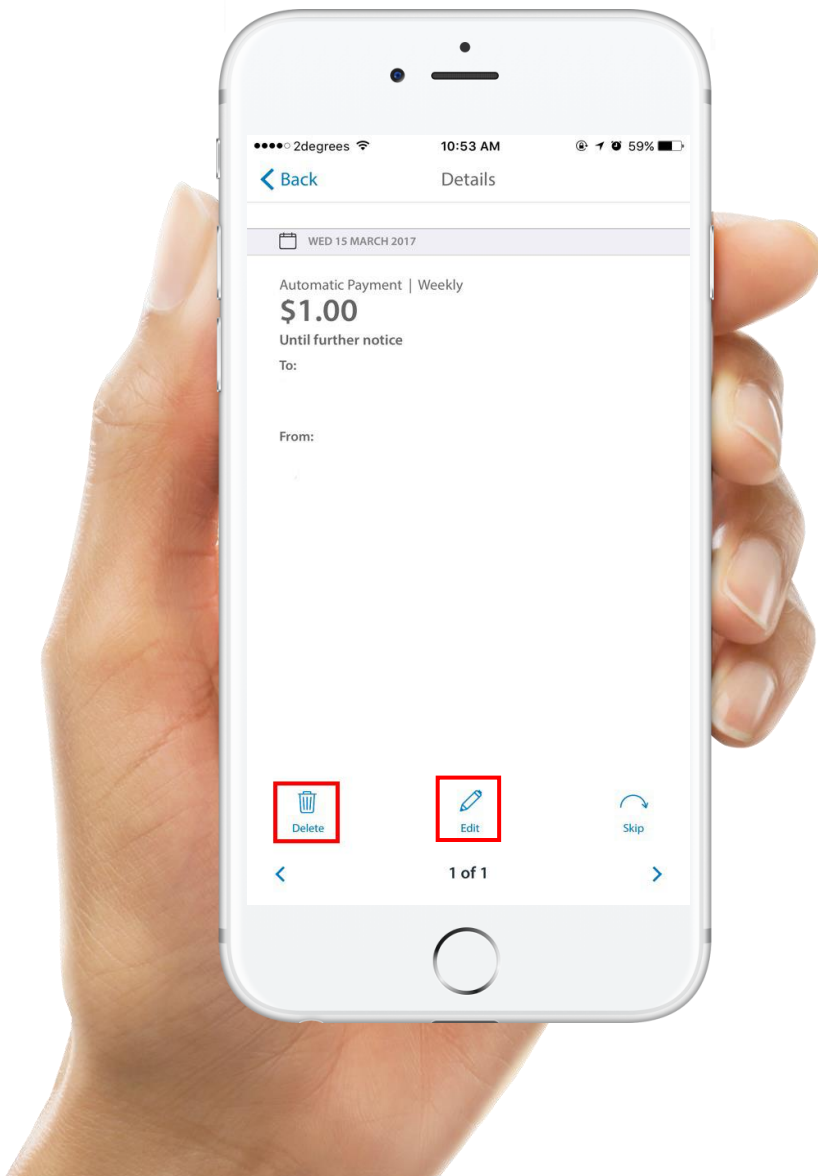 2degrees 10:53 AM 59%
Back Details
WED 15 MARCH 2017
Automatic Payment | Weekly
$1.00
Until further notice
To:
From:
Delete Edit Skip
1 of 1